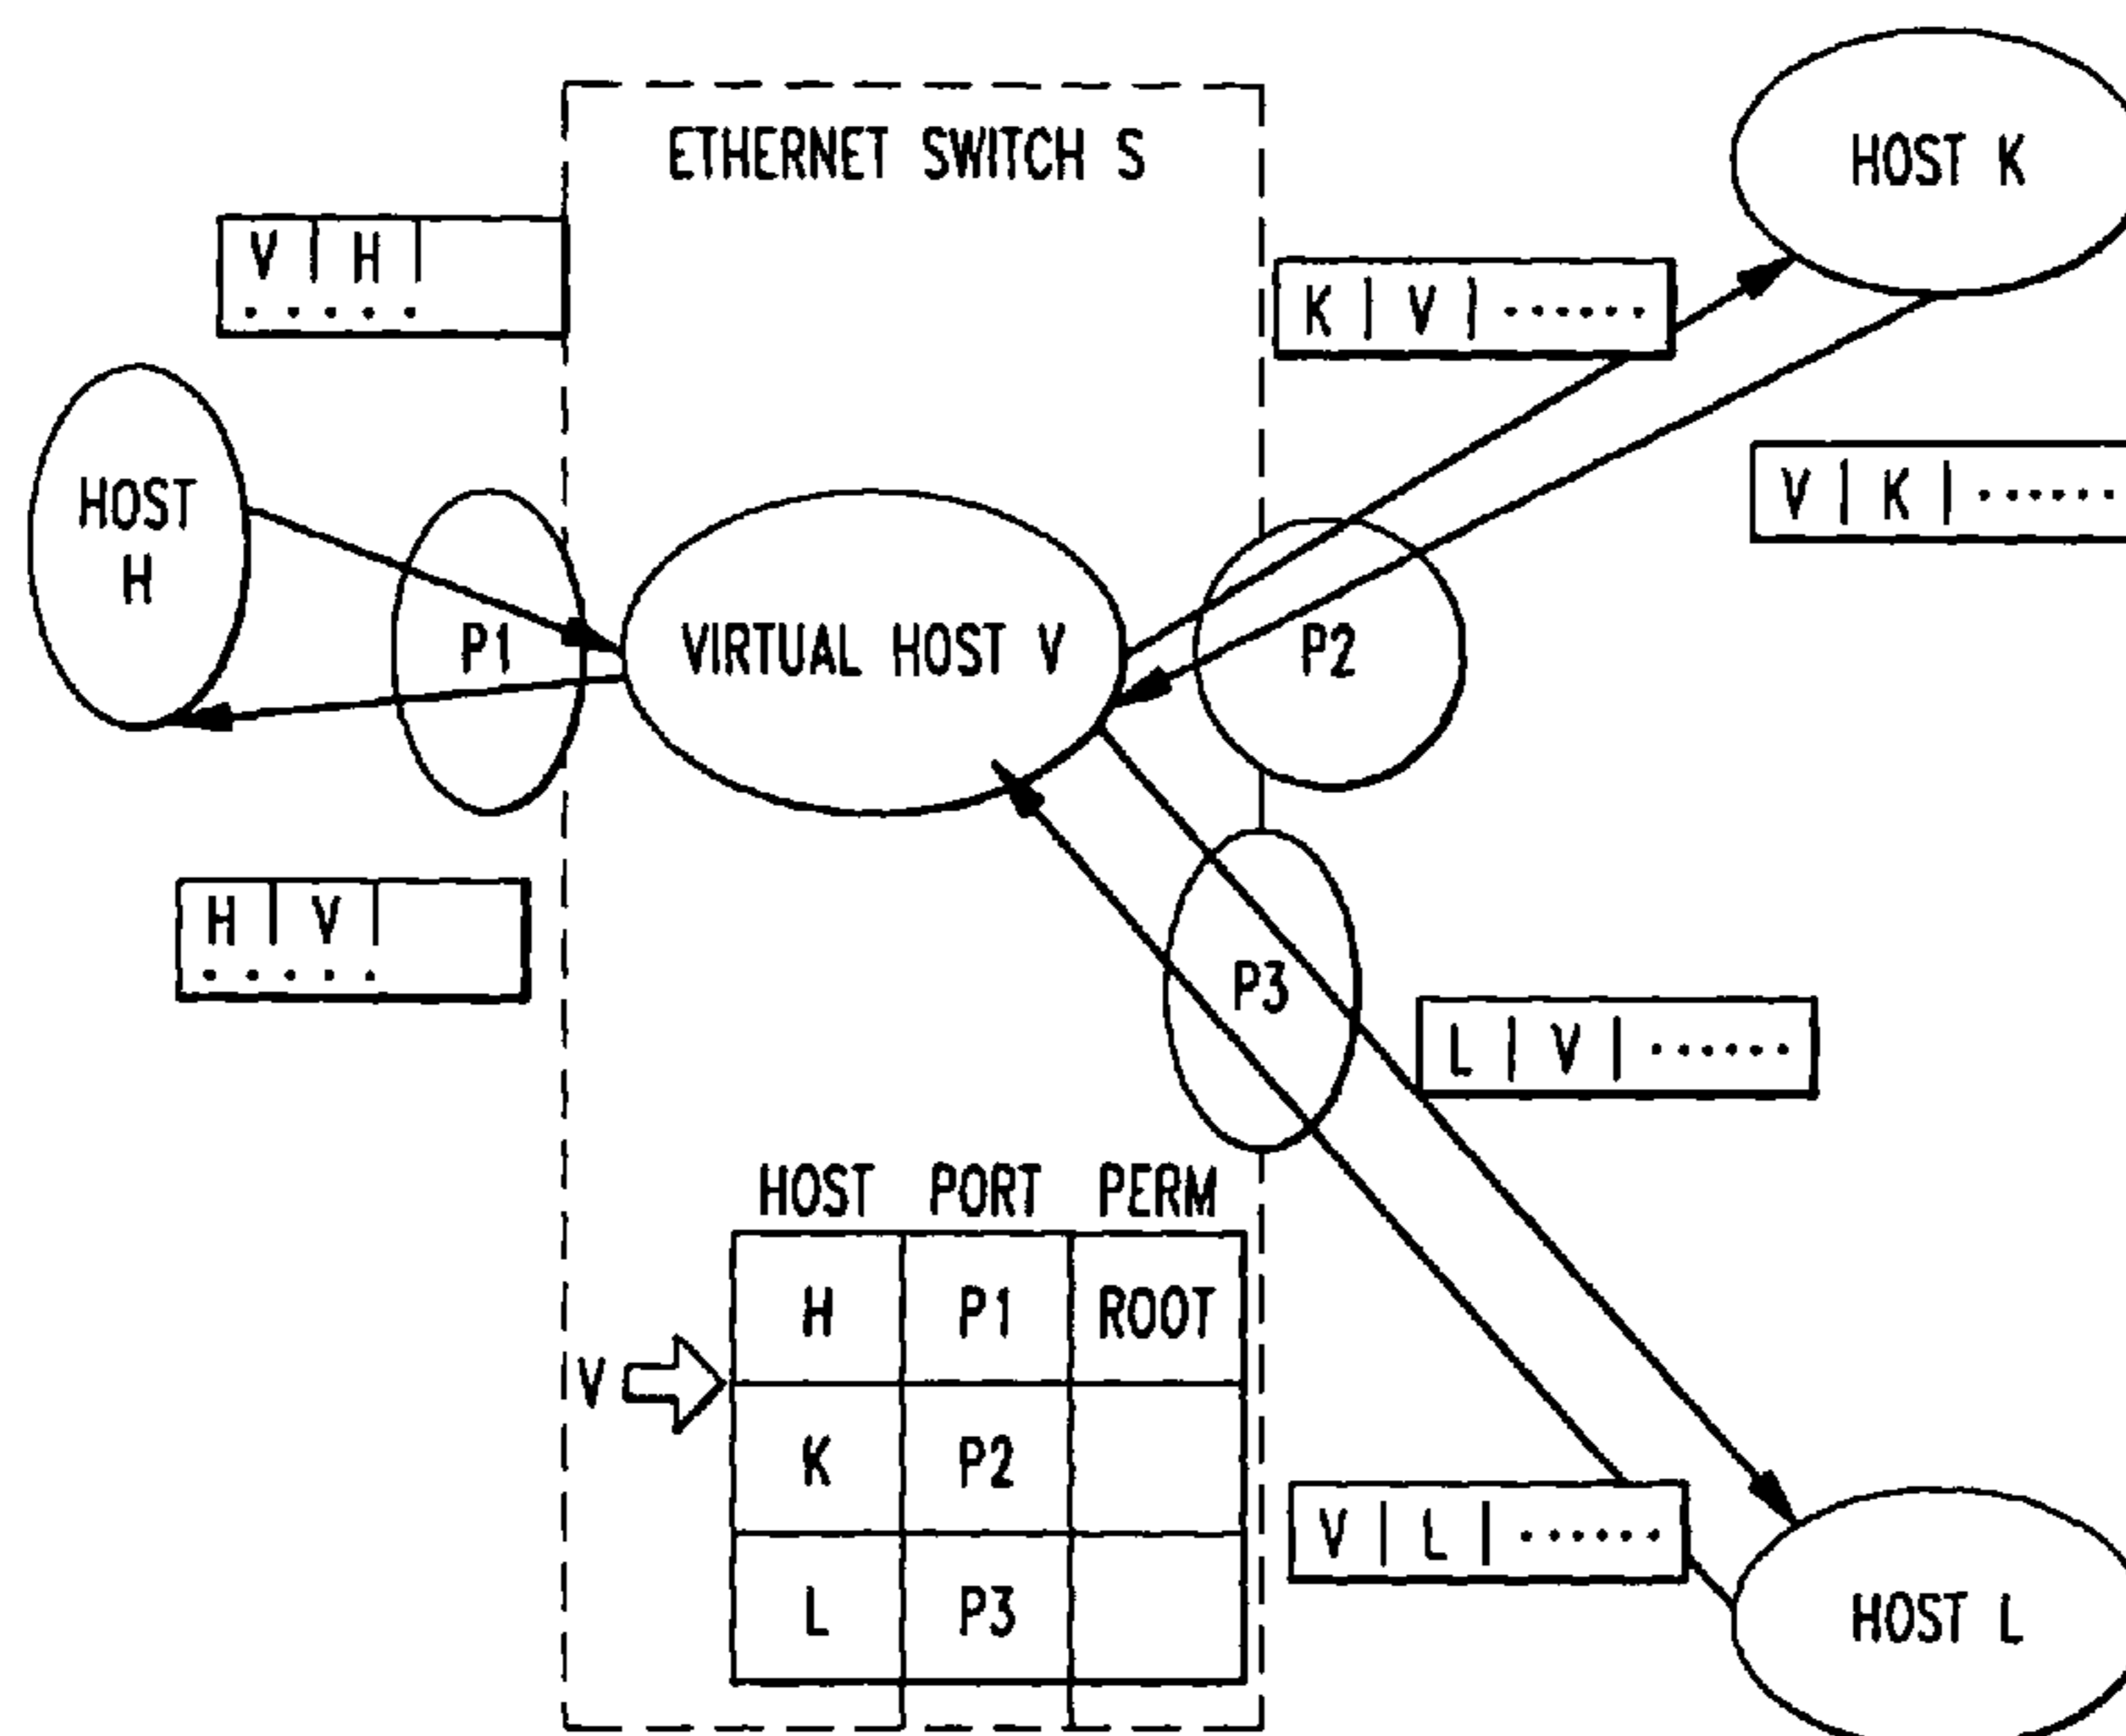 ETHERNET SWITCH S
HOST K
V | H |
. . . . .
K | V | ......
V | K | ......
HOST
H
P1
VIRTUAL HOST V
P2
H | V |
. . . . .
P3
L | V | ......
HOST PORT PERM
H P1 ROOT
V
K P2
L P3
V | L | ......
HOST L